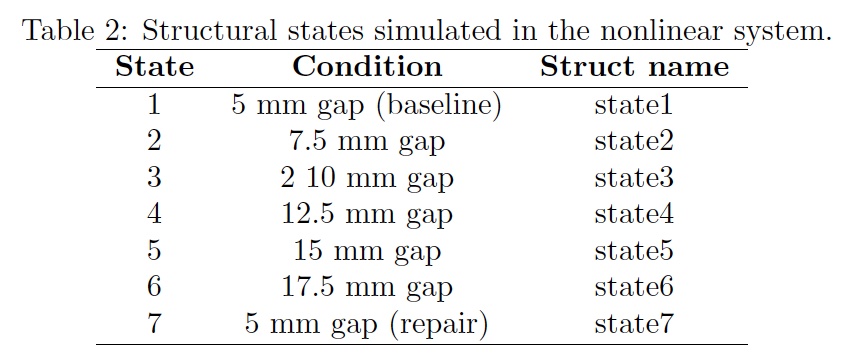 Table 2: Structural states simulated in the nonlinear system.
State Condition Struct name
1 5 mm gap (baseline) state1
2 7.5 mm gap state2
3 2 10 mm gap state3
4 12.5 mm gap state4
5 15 mm gap state5
6 17.5 mm gap state6
7 5 mm gap (repair) state7